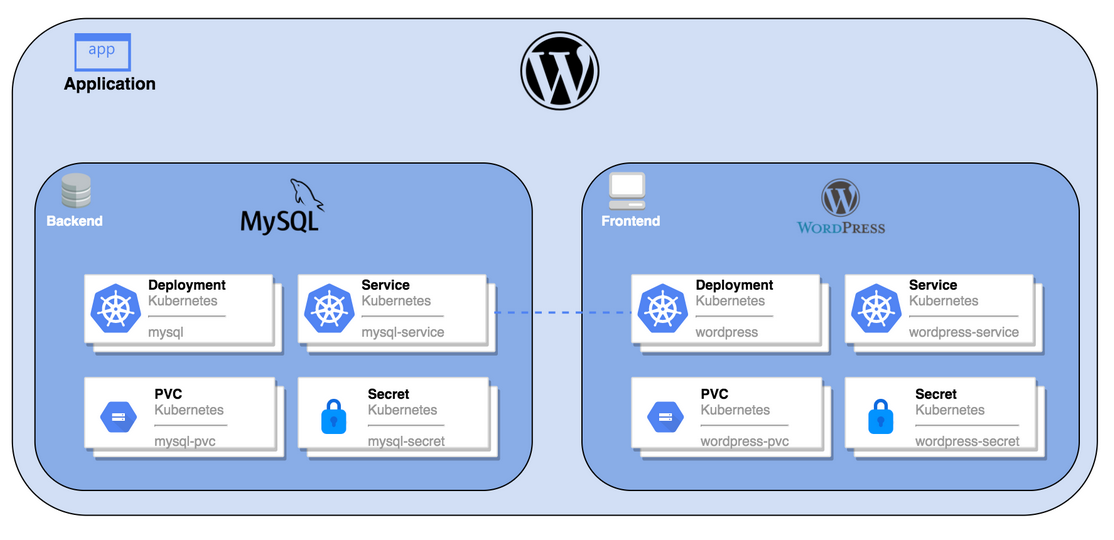 app
Application
Backend
MySQL
Deployment
Kubernetes
mysql
Service
Kubernetes
mysql-service
PVC
Kubernetes
mysql-pvc
Secret
Kubernetes
mysql-secret
Frontend
WORDPRESS
Deployment
Kubernetes
wordpress
Service
Kubernetes
wordpress-service
PVC
Kubernetes
wordpress-pvc
Secret
Kubernetes
wordpress-secret